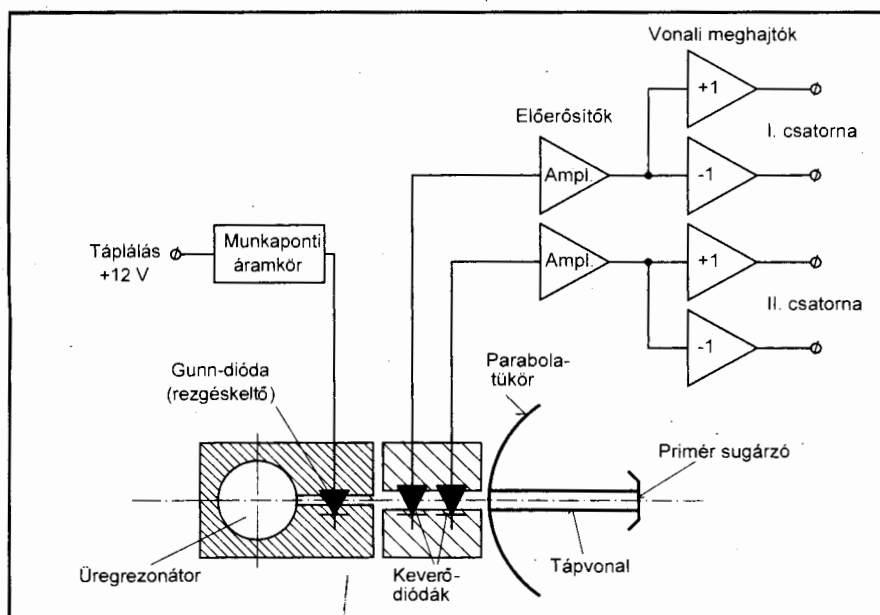 Vonali meghajtók
+1
Előerősítők
I. csatorna
Ampl.
-1
Táplálás
+12 V
Munkaponti
áramkör
Ampl.
+1
II. csatorna
-1
Gunn-dióda
(rezgéskeltő)
Parabola-
tükör
Primér sugárzó
Üregrezonátor
Keverő-
diódák
Tápvonal